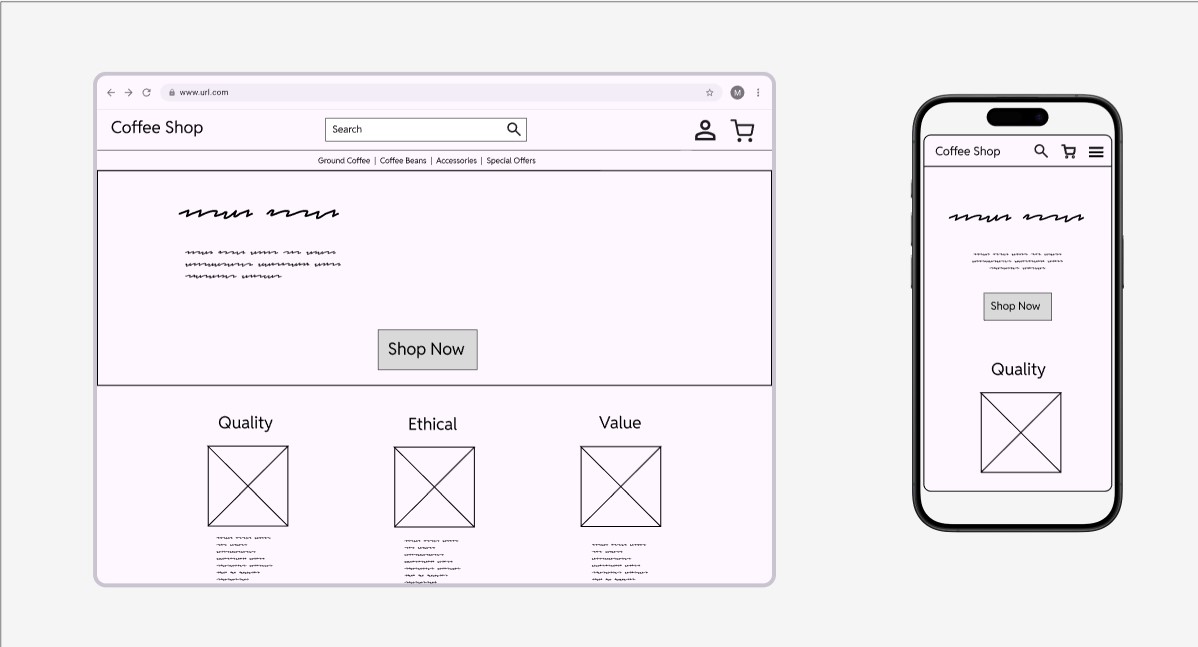 www.url.com
M
Coffee Shop
Search
Ground Coffee | Coffee Beans | Accessories | Special Offers
Shop Now
Quality
Ethical
Value
Coffee Shop
Shop Now
Quality